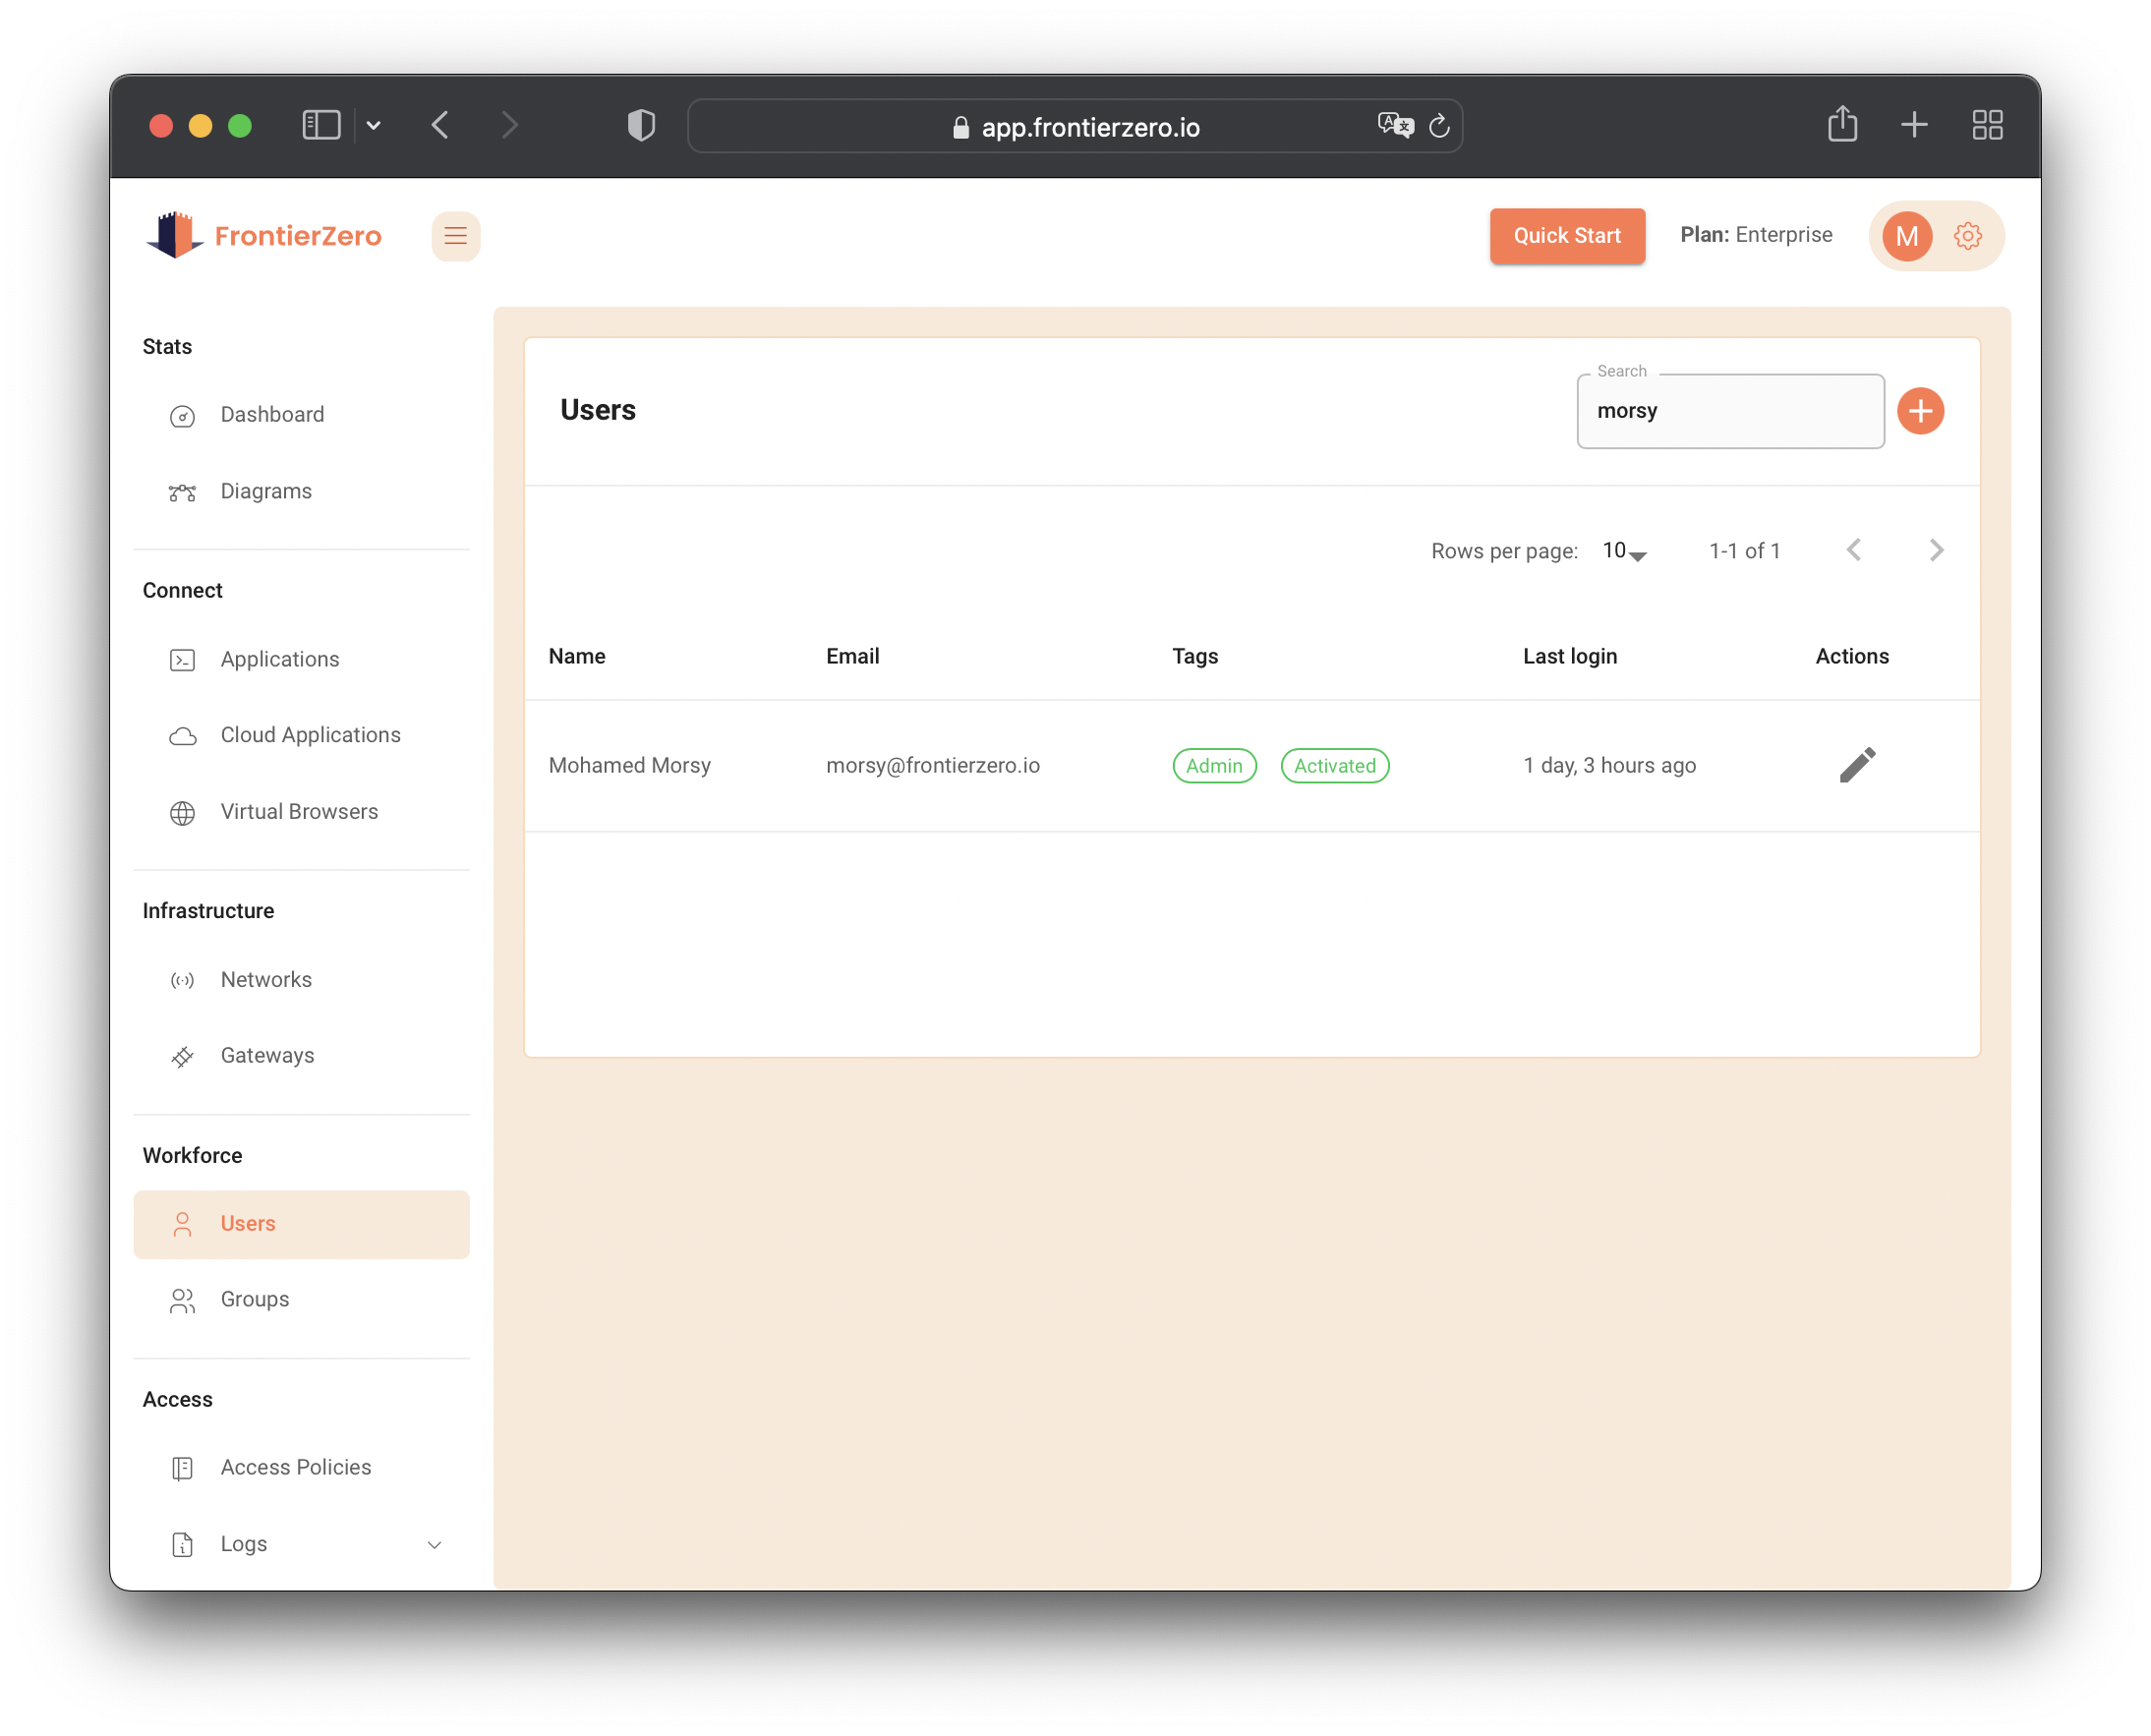 app.frontierzero.io
FrontierZero
Quick Start
Plan: Enterprise
M
Stats
Dashboard
Diagrams
Connect
Applications
Cloud Applications
Virtual Browsers
Infrastructure
Networks
Gateways
Workforce
Users
Groups
Access
Access Policies
Logs
Users
Search
morsy
Rows per page: 10 1-1 of 1
Name Email Tags Last login Actions
Mohamed Morsy morsy@frontierzero.io Admin Activated 1 day, 3 hours ago